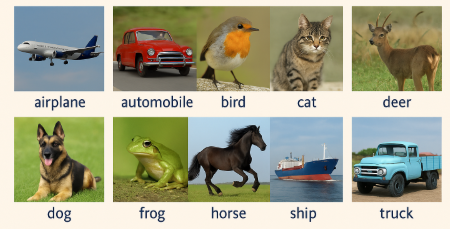 airplane automobile bird cat deer
dog frog horse ship truck